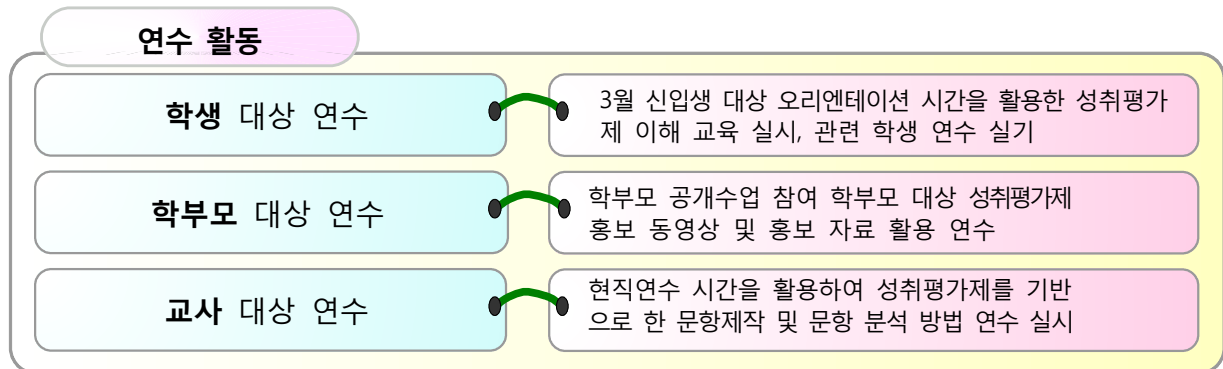 연수 활동
학생 대상 연수
3월 신입생 대상 오리엔테이션 시간을 활용한 성취평가
제 이해 교육 실시, 관련 학생 연수 실기
학부모 대상 연수
학부모 공개수업 참여 학부모 대상 성취평가제
홍보 동영상 및 홍보 자료 활용 연수
교사 대상 연수
현직연수 시간을 활용하여 성취평가제를 기반
으로 한 문항제작 및 문항 분석 방법 연수 실시